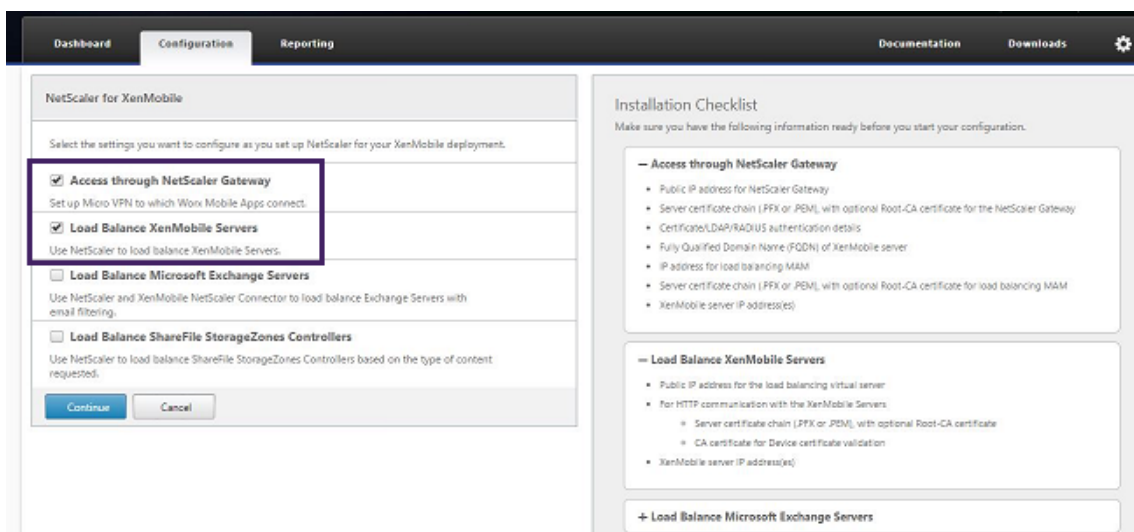 Dashboard Configuration Reporting Documentation Downloads
NetScaler for XenMobile
Select the settings you want to configure as you set up NetScaler for your XenMobile deployment.
Access through NetScaler Gateway
Set up Micro VPN to which Worx Mobile Apps connect.
Load Balance XenMobile Servers
Use NetScaler to load balance XenMobile Servers.
Load Balance Microsoft Exchange Servers
Use NetScaler and XenMobile NetScaler Connector to load balance Exchange Servers with
email filtering.
Load Balance ShareFile StorageZones Controllers
Use NetScaler to load balance ShareFile StorageZones Controllers based on the type of content
requested.
Continue Cancel
Installation Checklist
Make sure you have the following information ready before you start your configuration.
− Access through NetScaler Gateway
• Public IP address for NetScaler Gateway
• Server certificate chain (.PFX or .PEM), with optional Root-CA certificate for the NetScaler Gateway
• Certificate/LDAP/RADIUS authentication details
• Fully Qualified Domain Name (FQDN) of XenMobile server
• IP address for load balancing MAM
• Server certificate chain (.PFX or .PEM), with optional Root-CA certificate for load balancing MAM
• XenMobile server IP address(es)
− Load Balance XenMobile Servers
• Public IP address for the load balancing virtual server
• For HTTP communication with the XenMobile Servers
Server certificate chain (.PFX or .PEM), with optional Root-CA certificate
CA certificate for Device certificate validation
• XenMobile server IP address(es)
+ Load Balance Microsoft Exchange Servers